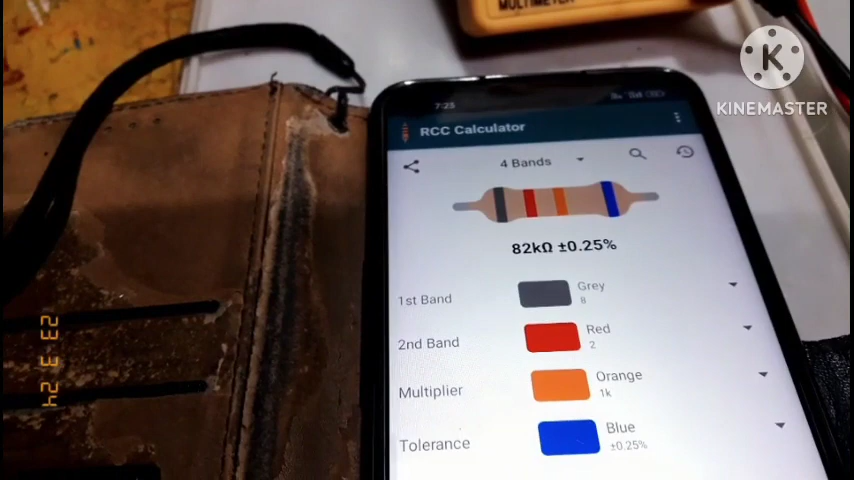 MULTIMETER
K
KINEMASTER
7:25
RCC Calculator
4 Bands
82kΩ ±0.25%
1st Band
Grey
8
2nd Band
Red
2
Multiplier
Orange
1k
Tolerance
Blue
±0.25%
23 3 24